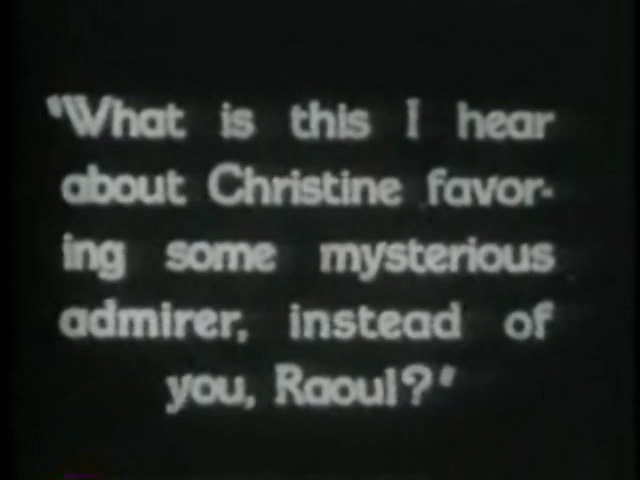 "What is this I hear
about Christine favor-
ing some mysterious
admirer, instead of
you, Raoul?"